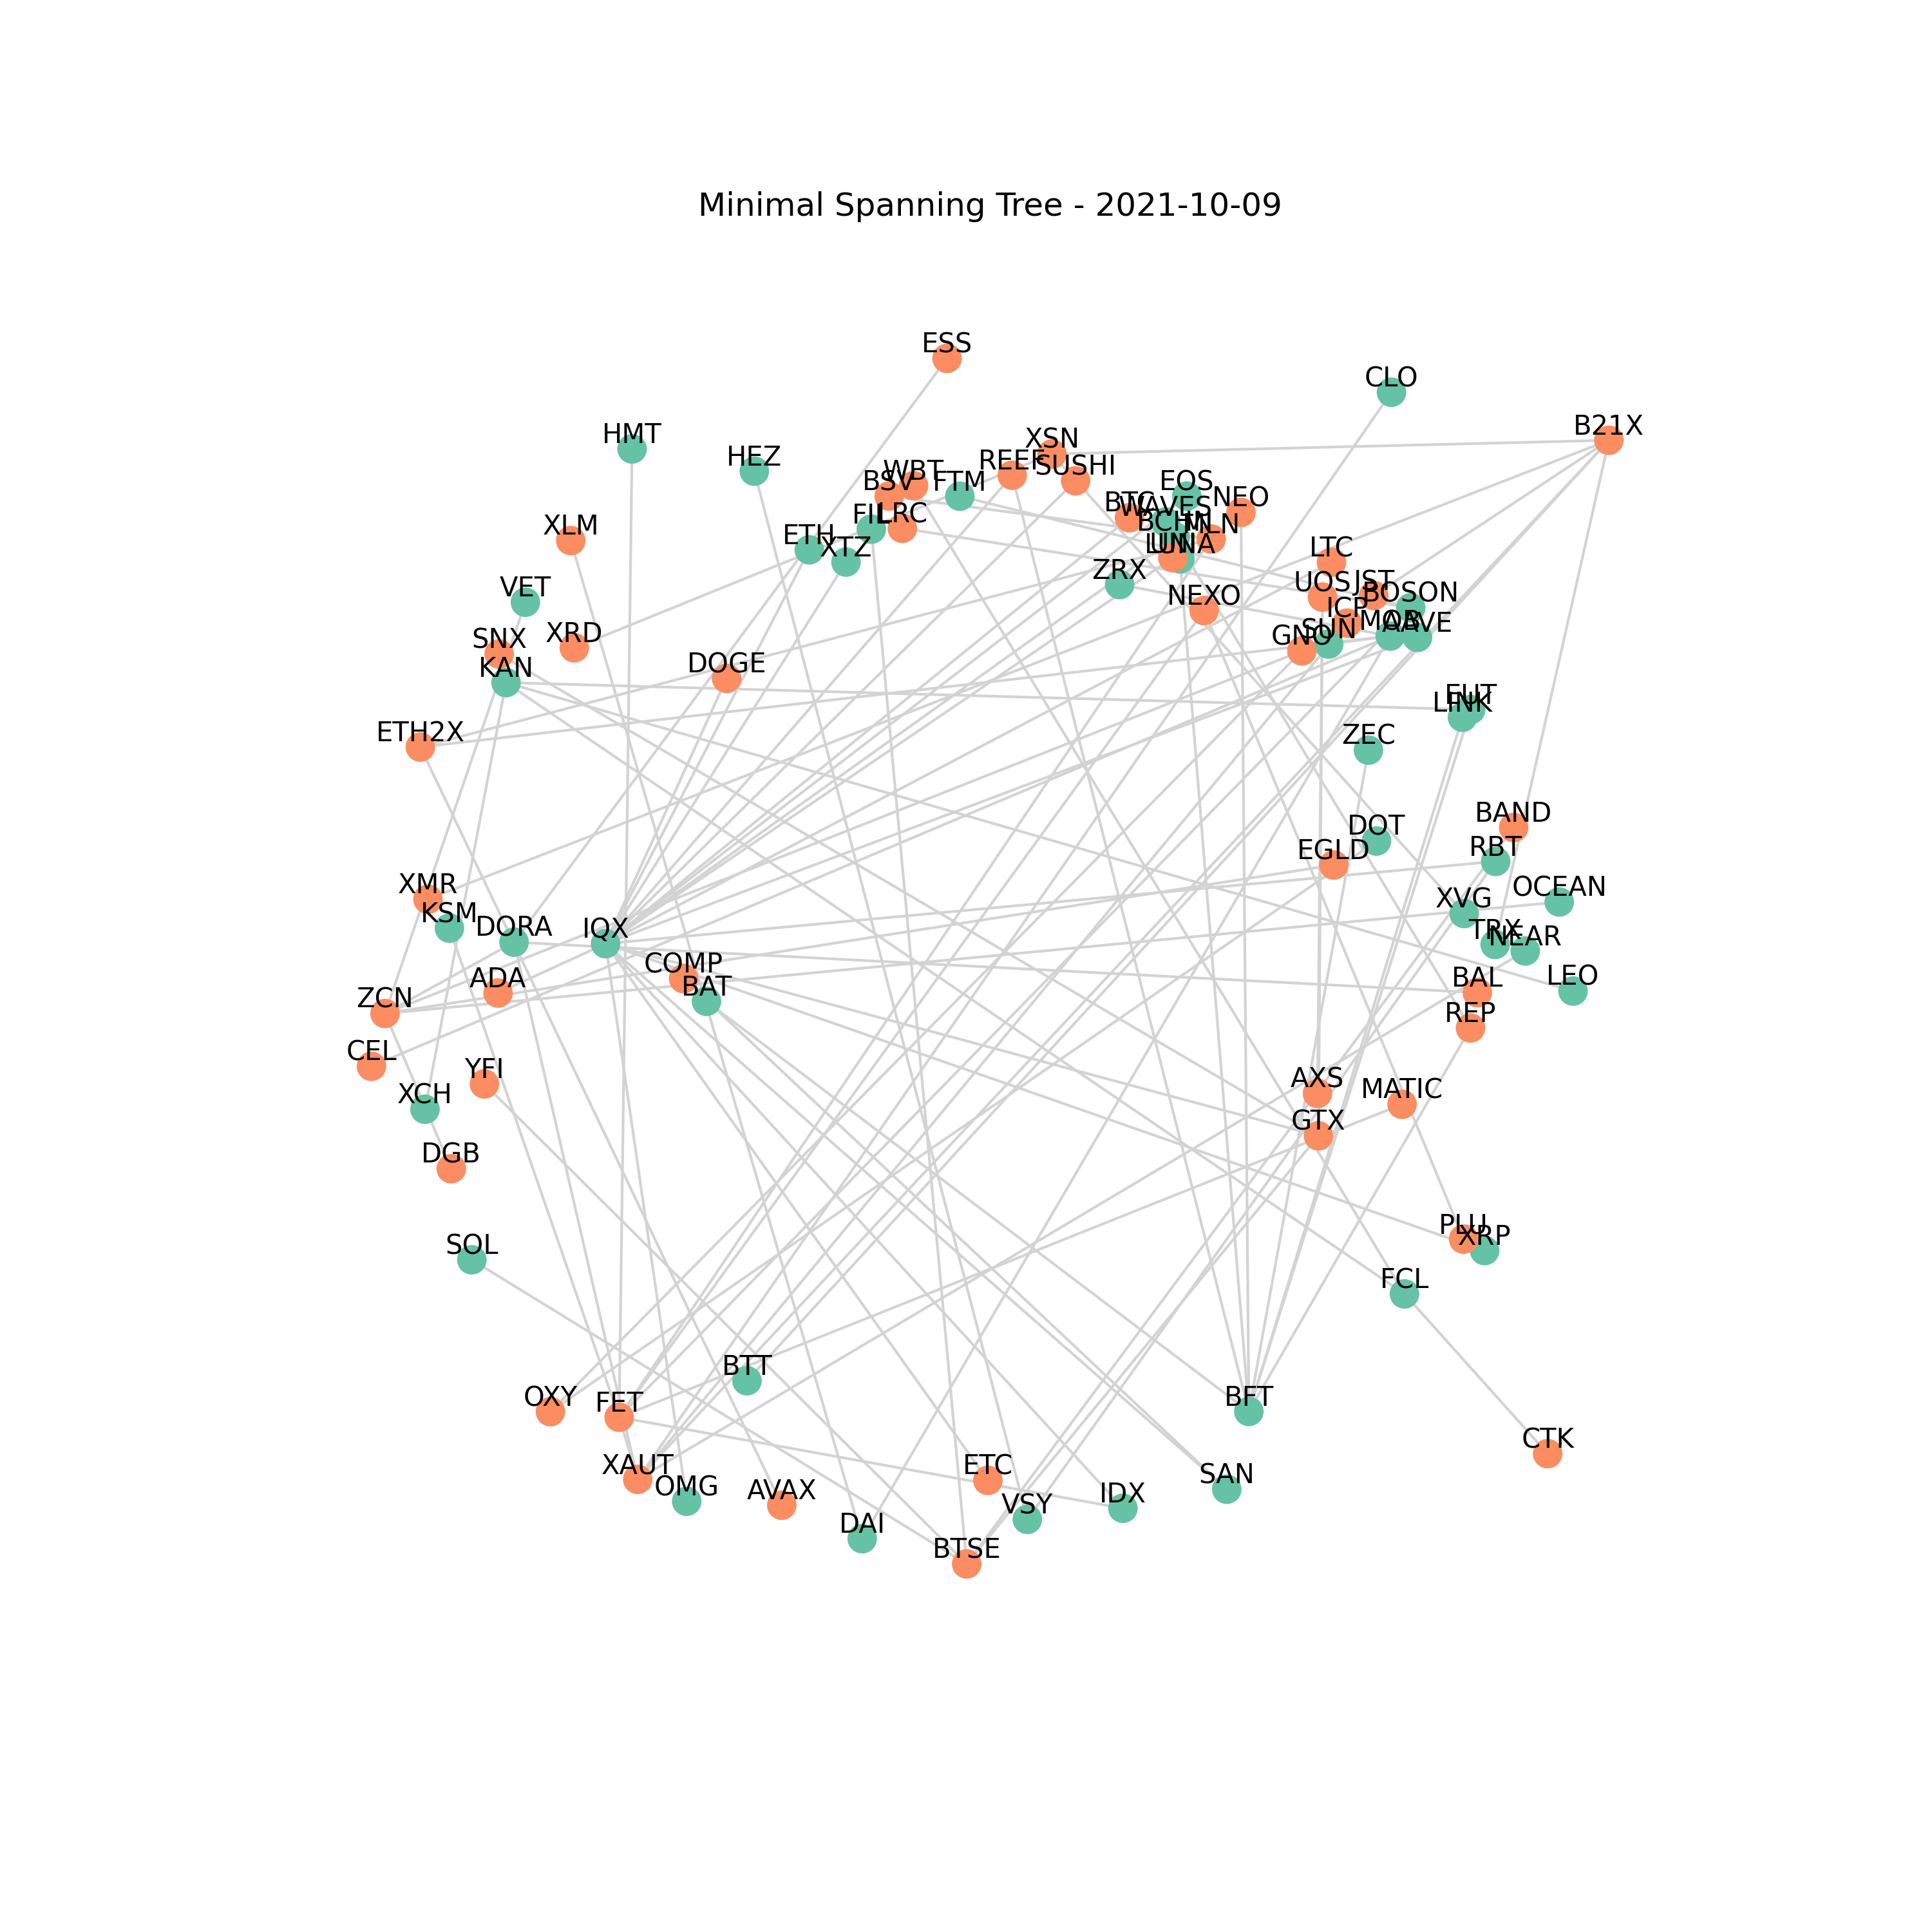 Minimal Spanning Tree - 2021-10-09
ESS
CLO
B21X
HMT
XSN
HEZ
REEF
SUSHI
WBT
BSV
FTM
EOS
NEO
BTC
WAVES
FIL
LRC
BCHN
MLN
XLM
ETH
XTZ
UNI
LUNA
LTC
ZRX
UOS
JST
BOSON
VET
NEXO
ICP
MOB
AAVE
SUN
GNO
XRD
SNX
KAN
DOGE
EUT
LINK
ETH2X
ZEC
BAND
DOT
EGLD
RBT
XMR
OCEAN
XVG
KSM
DORA
IQX
TRX
NEAR
COMP
BAT
ADA
BAL
LEO
ZCN
REP
CEL
YFI
AXS
MATIC
XCH
GTX
DGB
PLU
XRP
SOL
FCL
BTT
OXY
FET
BFT
CTK
XAUT
OMG
AVAX
ETC
SAN
IDX
VSY
DAI
BTSE